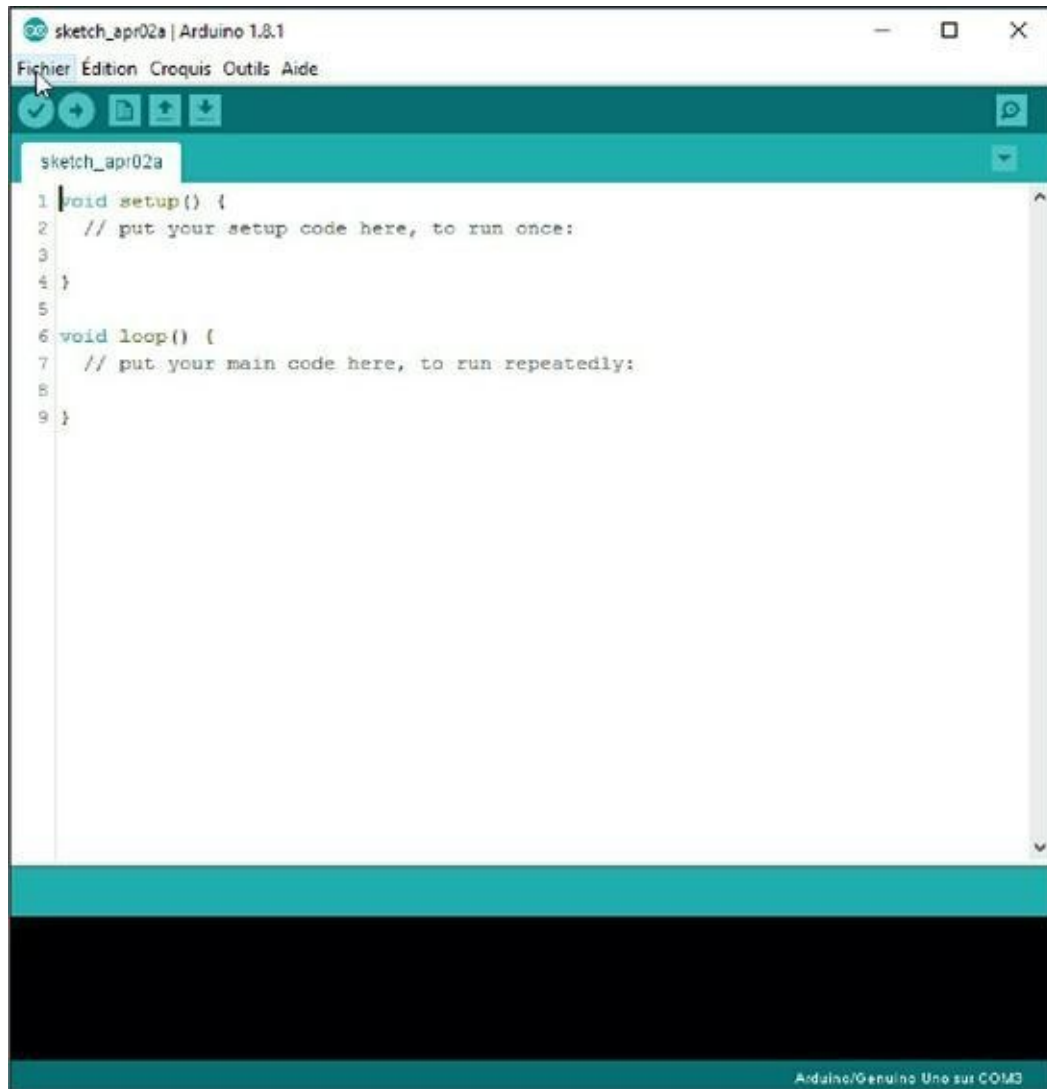 sketch_apr02a | Arduino 1.8.1
Fichier Édition Croquis Outils Aide
sketch_apr02a
1 void setup() {
2 // put your setup code here, to run once:
3
4 }
5
6 void loop() {
7 // put your main code here, to run repeatedly:
8
9 }
Arduino/Genuino Uno sur COM3